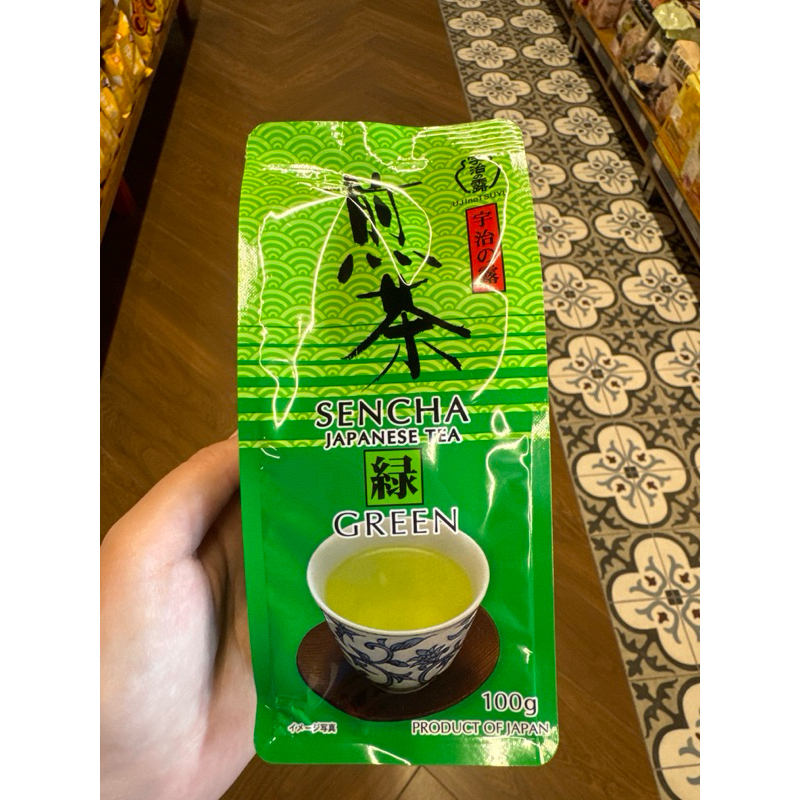 宇治の露
UJInoTSUYU
宇治の露
煎茶
SENCHA
JAPANESE TEA
緑
GREEN
100g
イメージ写真
PRODUCT OF JAPAN